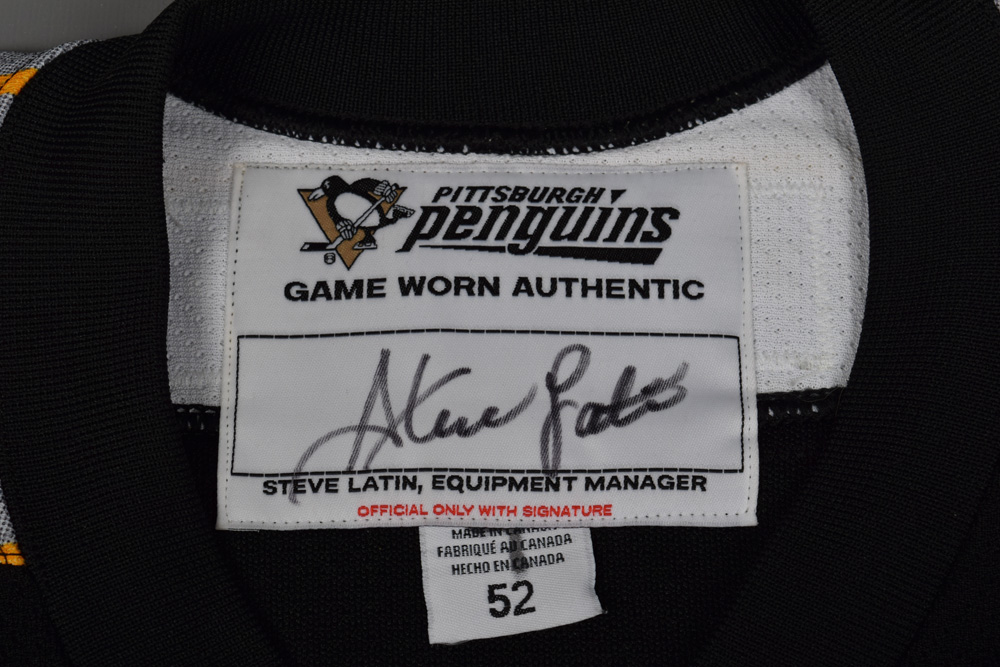 PITTSBURGH
penguins
GAME WORN AUTHENTIC
Steve Latin
STEVE LATIN, EQUIPMENT MANAGER
OFFICIAL ONLY WITH SIGNATURE
MADE IN CANADA
FABRIQUÉ AU CANADA
HECHO EN CANADA
52